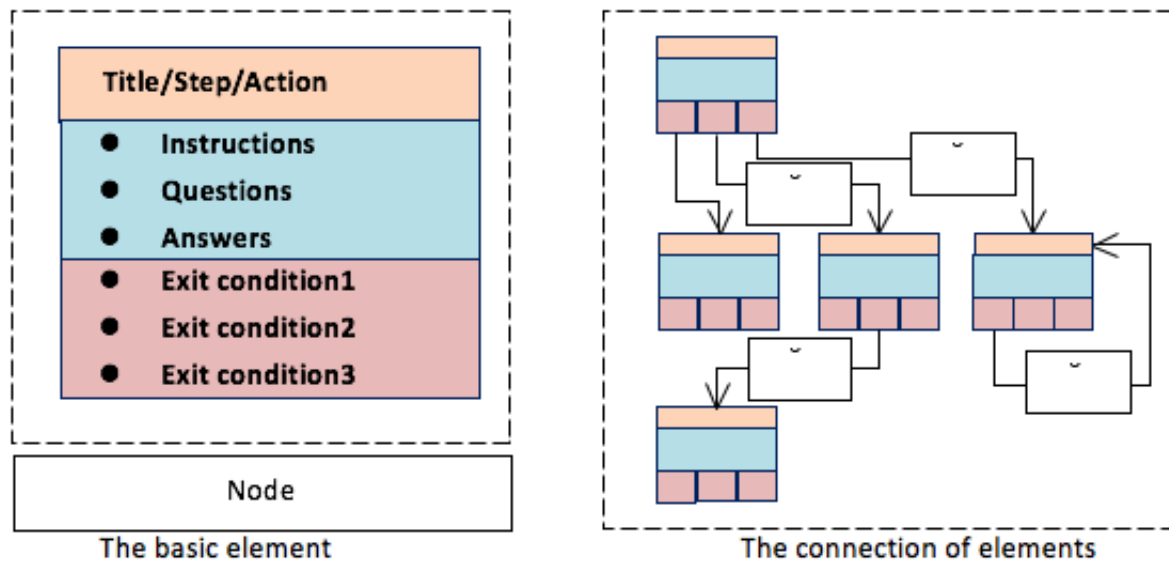 Title/Step/Action
● Instructions
● Questions
● Answers
● Exit condition1
● Exit condition2
● Exit condition3
Node
The basic element
The connection of elements